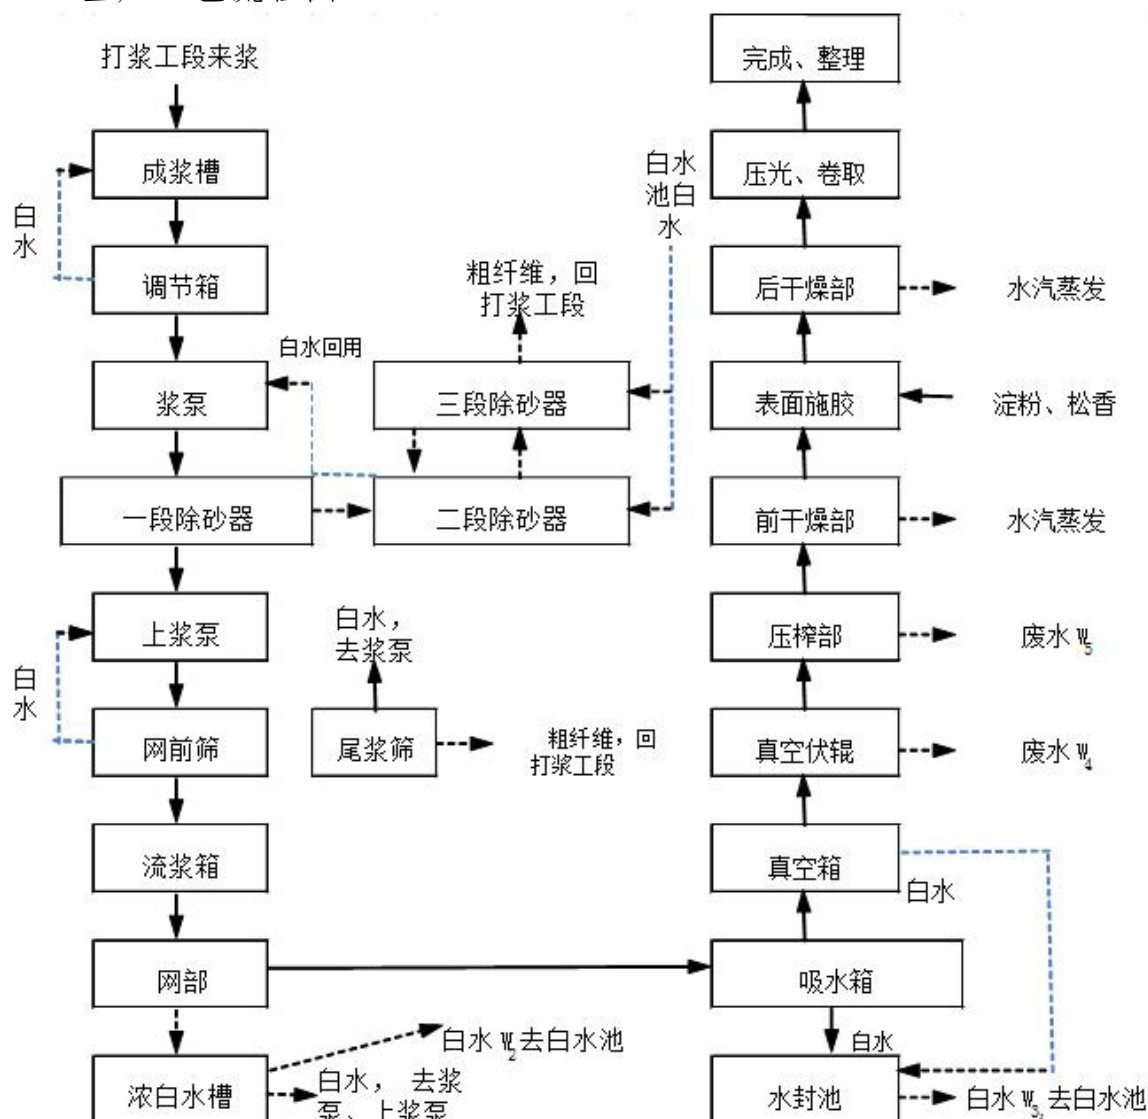 打浆工段来浆
成浆槽
白
水
调节箱
白水回用
浆泵
一段除砂器
上浆泵
白
水
网前筛
流浆箱
网部
浓白水槽
白水 W2去白水池
白水, 去浆
泵、上浆泵
粗纤维，回
打浆工段
三段除砂器
二段除砂器
白水
池白
水
白水,
去浆泵
尾浆筛
粗纤维，回
打浆工段
完成、整理
压光、卷取
后干燥部
水汽蒸发
表面施胶
淀粉、松香
前干燥部
水汽蒸发
压榨部
废水 W5
真空伏辊
废水 W4
真空箱
白水
吸水箱
白水
水封池
白水 W3,去白水池